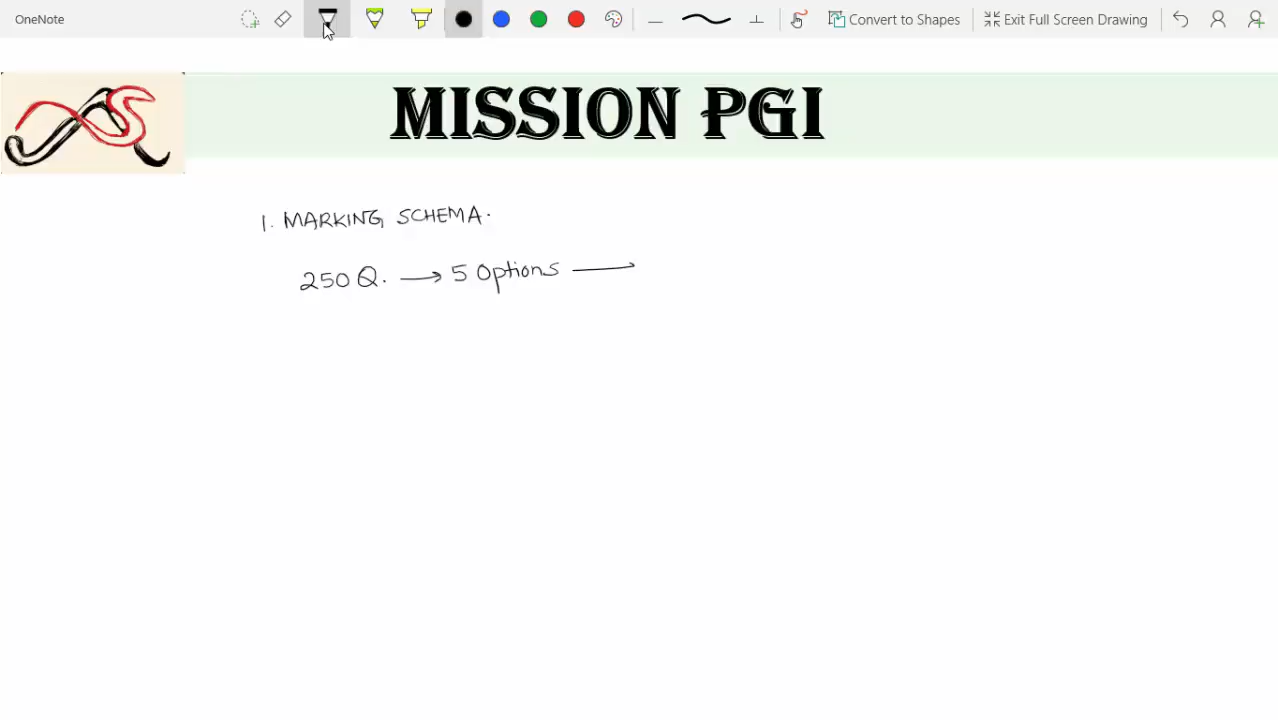 OneNote
Convert to Shapes
Exit Full Screen Drawing
MISSION PGI
1. MARKING SCHEMA.
250 Q. → 5 Options →